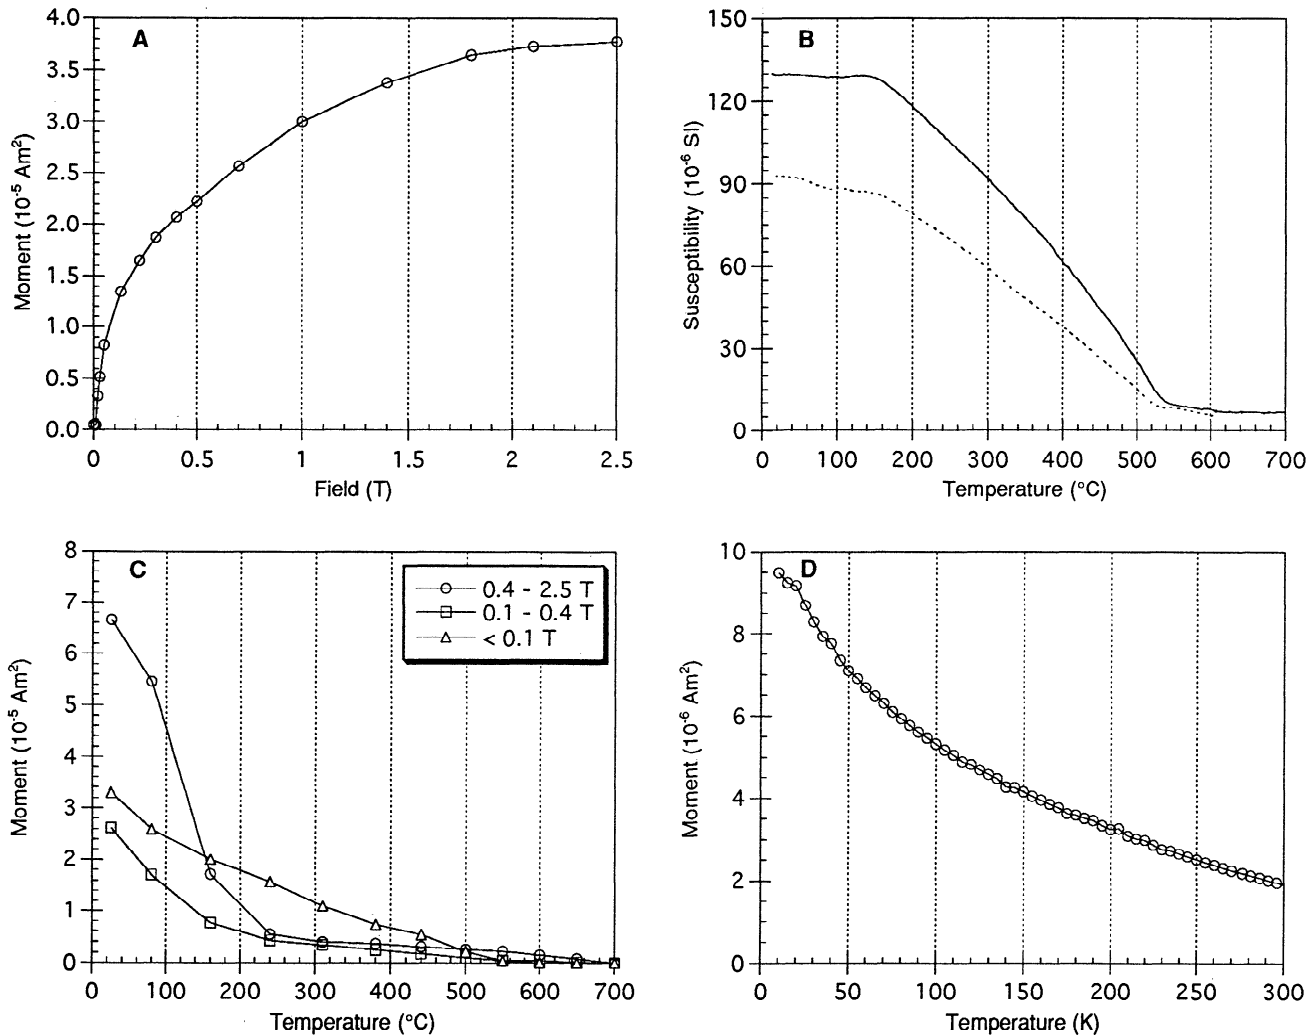 A
4.0
3.5
3.0
2.5
2.0
1.5
1.0
0.5
0.0
Moment (10⁻⁵ Am²)
0 0.5 1 1.5 2 2.5
Field (T)
B
150
120
90
60
30
0
Susceptibility (10⁻⁶ SI)
0 100 200 300 400 500 600 700
Temperature (°C)
C
0.4 - 2.5 T
0.1 - 0.4 T
< 0.1 T
8
7
6
5
4
3
2
1
0
Moment (10⁻⁵ Am²)
0 100 200 300 400 500 600 700
Temperature (°C)
D
10
8
6
4
2
0
Moment (10⁻⁶ Am²)
0 50 100 150 200 250 300
Temperature (K)